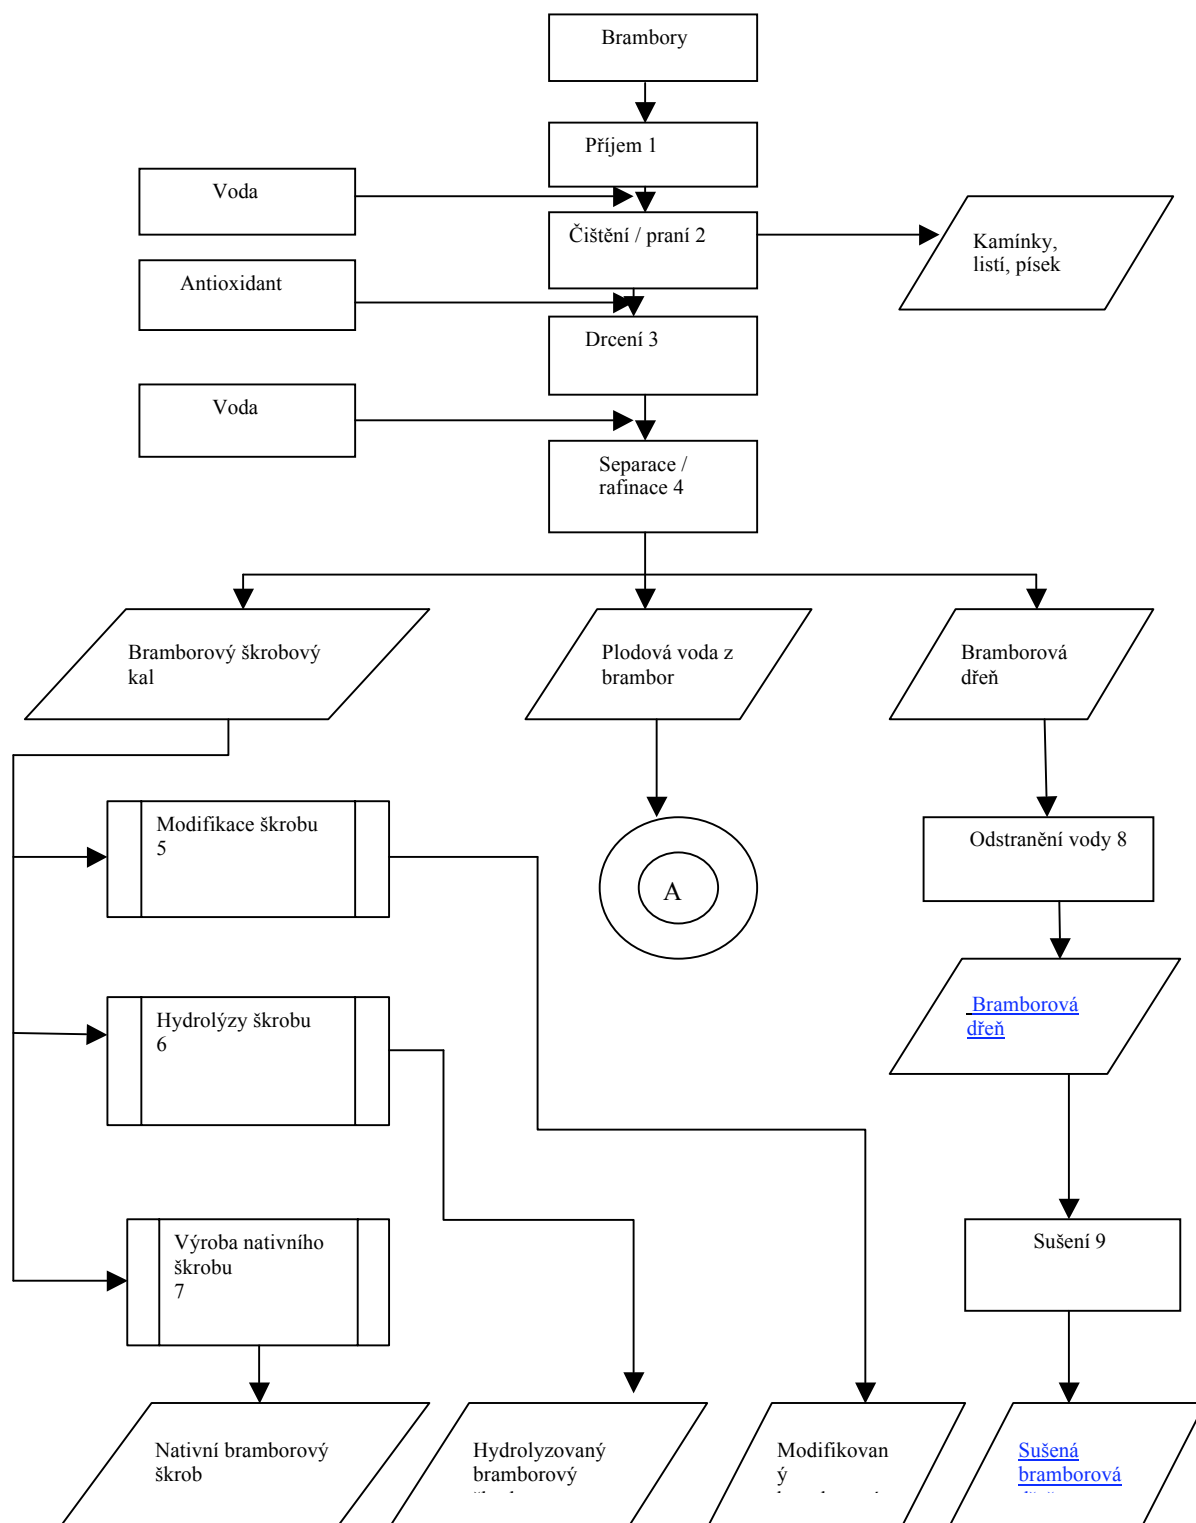 Brambory
Příjem 1
Voda
Čištění / praní 2
Kamínky,
listí, písek
Antioxidant
Drcení 3
Voda
Separace /
rafinace 4
Bramborový škrobový
kal
Plodová voda z
brambor
Bramborová
dřeň
Modifikace škrobu
5
A
Odstranění vody 8
Hydrolýzy škrobu
6
Bramborová
dřeň
Výroba nativního
škrobu
7
Sušení 9
Nativní bramborový
škrob
Hydrolyzovaný
bramborový
Modifikovan
ý
Sušená
bramborová